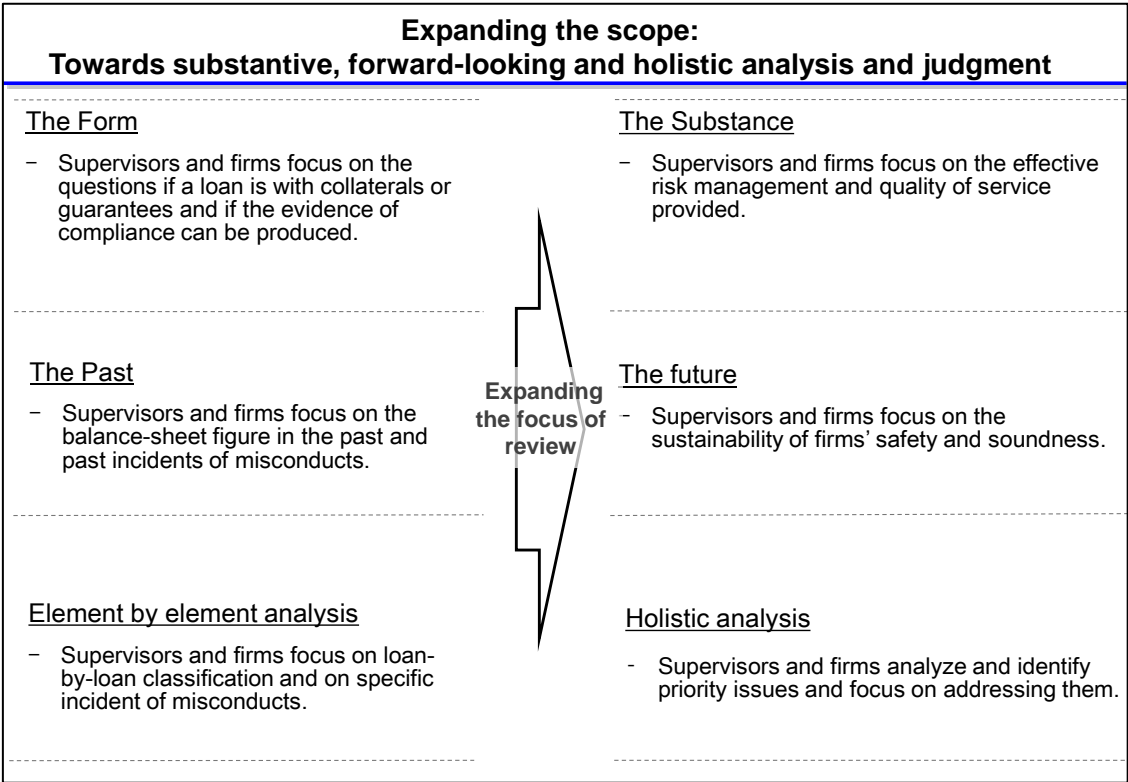 Expanding the scope:
Towards substantive, forward-looking and holistic analysis and judgment
The Form
− Supervisors and firms focus on the
questions if a loan is with collaterals or
guarantees and if the evidence of
compliance can be produced.
The Substance
− Supervisors and firms focus on the effective
risk management and quality of service
provided.
The Past
− Supervisors and firms focus on the
balance-sheet figure in the past and
past incidents of misconducts.
Expanding
the focus of
review
The future
- Supervisors and firms focus on the
sustainability of firms’ safety and soundness.
Element by element analysis
− Supervisors and firms focus on loan-
by-loan classification and on specific
incident of misconducts.
Holistic analysis
- Supervisors and firms analyze and identify
priority issues and focus on addressing them.